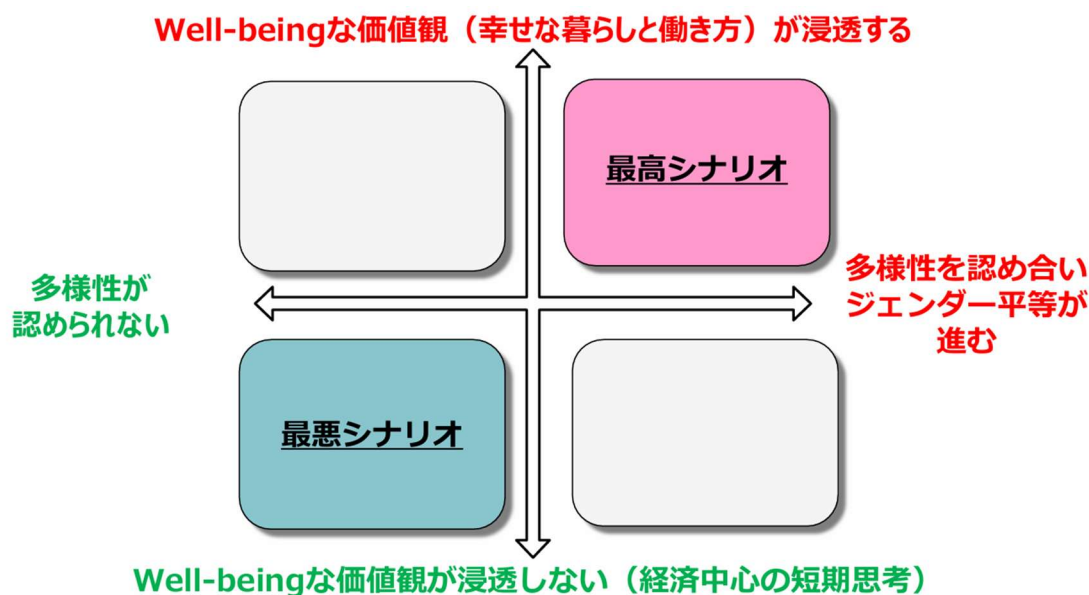 Well-beingな価値観（幸せな暮らしと働き方）が浸透する
最高シナリオ
多様性が
認められない
多様性を認め合い
ジェンダー平等が
進む
最悪シナリオ
Well-beingな価値観が浸透しない（経済中心の短期思考）